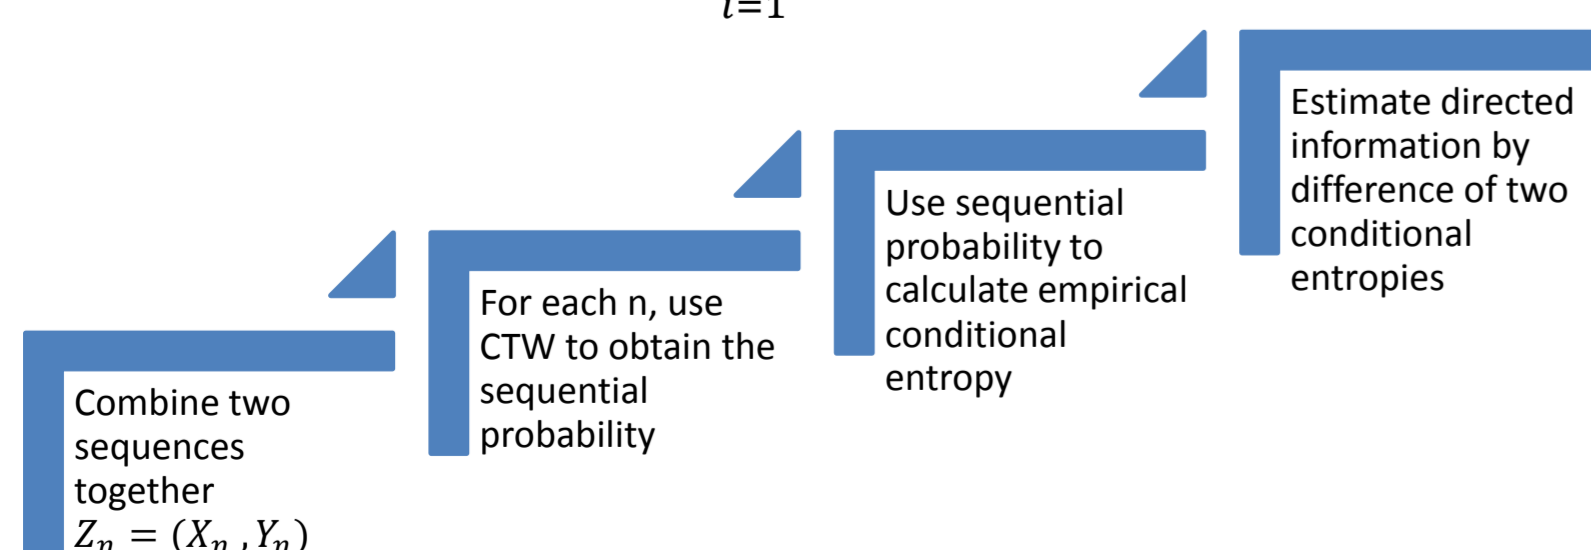 i=1
Combine two
sequences
together
Zₙ = (Xₙ , Yₙ)
For each n, use
CTW to obtain the
sequential
probability
Use sequential
probability to
calculate empirical
conditional
entropy
Estimate directed
information by
difference of two
conditional
entropies